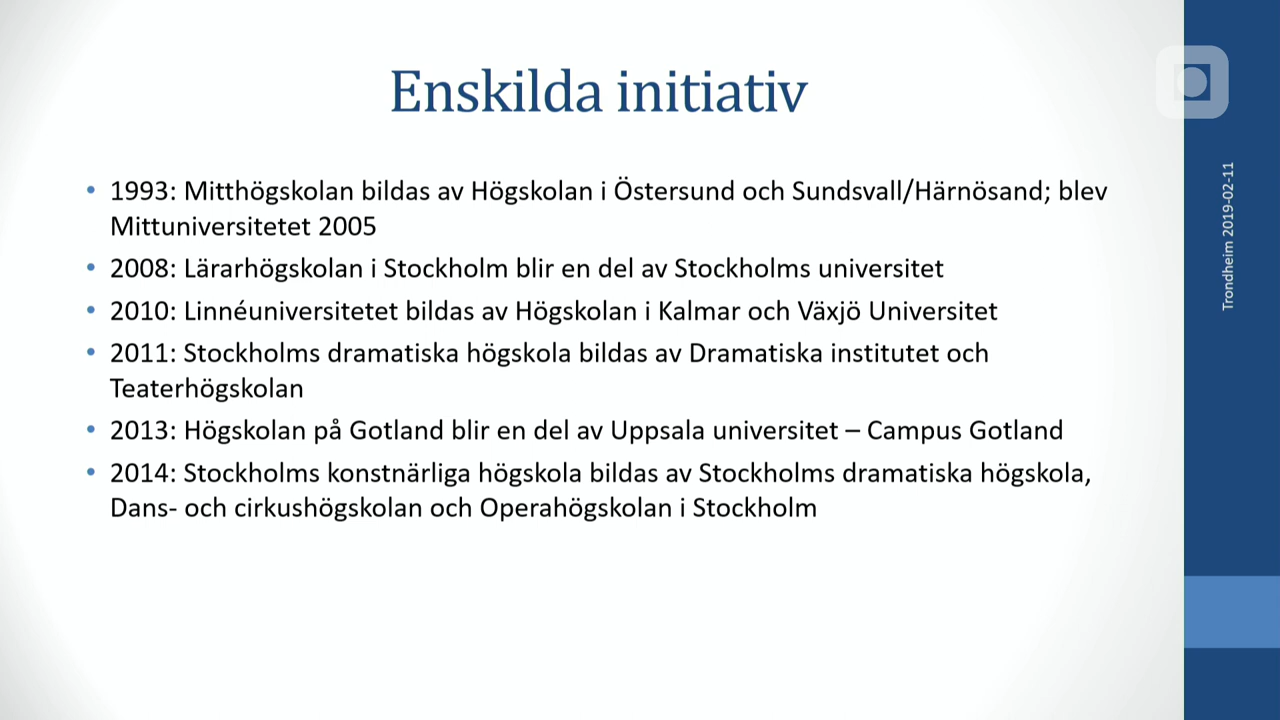 Enskilda initiativ
• 1993: Mitthögskolan bildas av Högskolan i Östersund och Sundsvall/Härnösand; blev
Mittuniversitetet 2005
• 2008: Lärarhögskolan i Stockholm blir en del av Stockholms universitet
• 2010: Linnéuniversitetet bildas av Högskolan i Kalmar och Växjö Universitet
• 2011: Stockholms dramatiska högskola bildas av Dramatiska institutet och
Teaterhögskolan
• 2013: Högskolan på Gotland blir en del av Uppsala universitet – Campus Gotland
• 2014: Stockholms konstnärliga högskola bildas av Stockholms dramatiska högskola,
Dans- och cirkushögskolan och Operahögskolan i Stockholm
Trondheim 2019-02-11